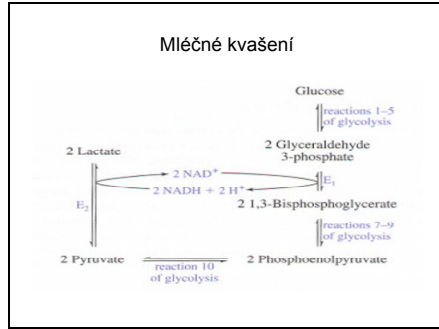 Mléčné kvašení
Glucose
reactions 1–5
of glycolysis
2 Glyceraldehyde
3-phosphate
2 Lactate
2 NAD⁺
2 NADH + 2 H⁺
E₁
E₂
2 1,3-Bisphosphoglycerate
reactions 7–9
of glycolysis
2 Pyruvate
reaction 10
of glycolysis
2 Phosphoenolpyruvate